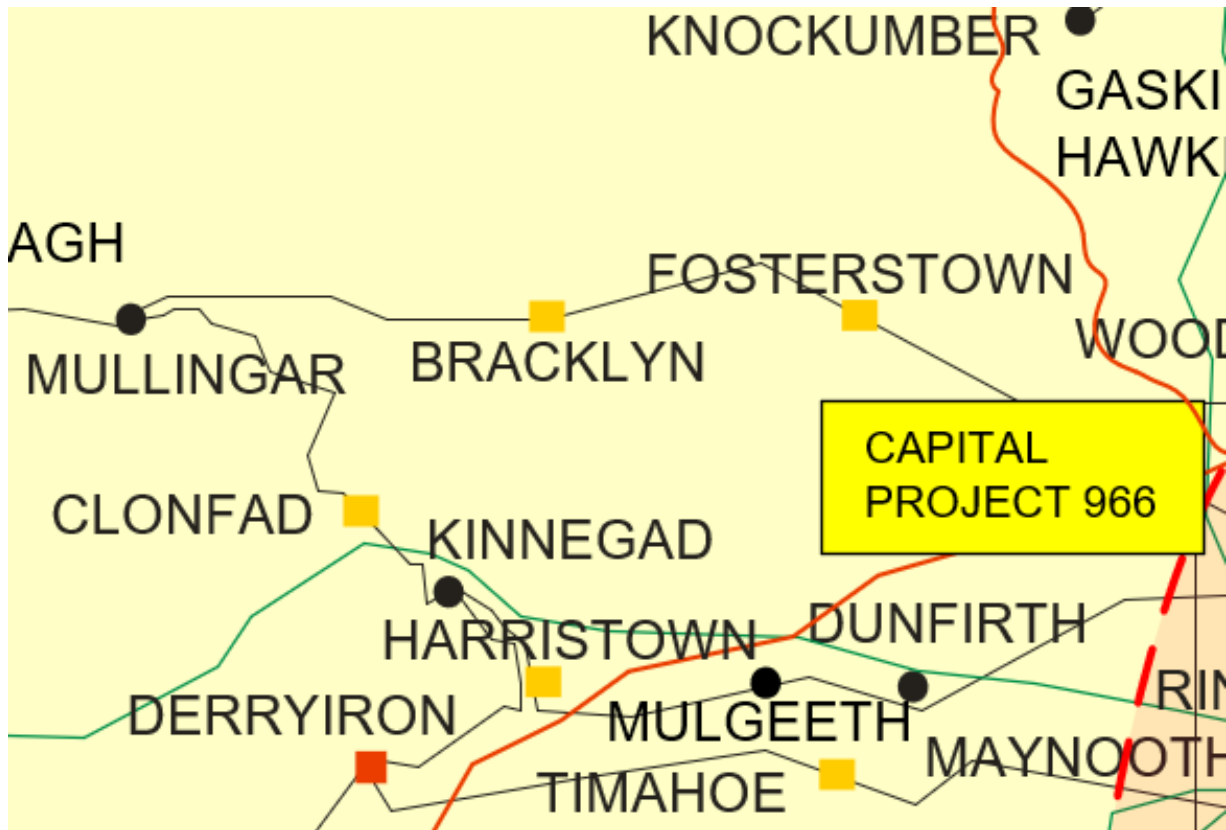 KNOCKUMBER
GASKI
HAWK
AGH
FOSTERSTOWN
WOOD
MULLINGAR
BRACKLYN
CAPITAL
PROJECT 966
CLONFAD
KINNEGAD
HARRISTOWN
DUNFIRTH
DERRYIRON
MULGEETH
RIN
MAYNOOTH
TIMAHOE